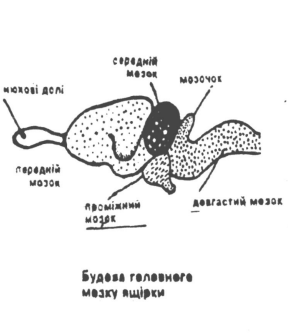 середній
мозок
мозочок
нюхові долі
передній
мозок
проміжний
мозок
довгастий мозок
Будова головного
мозку ящірки